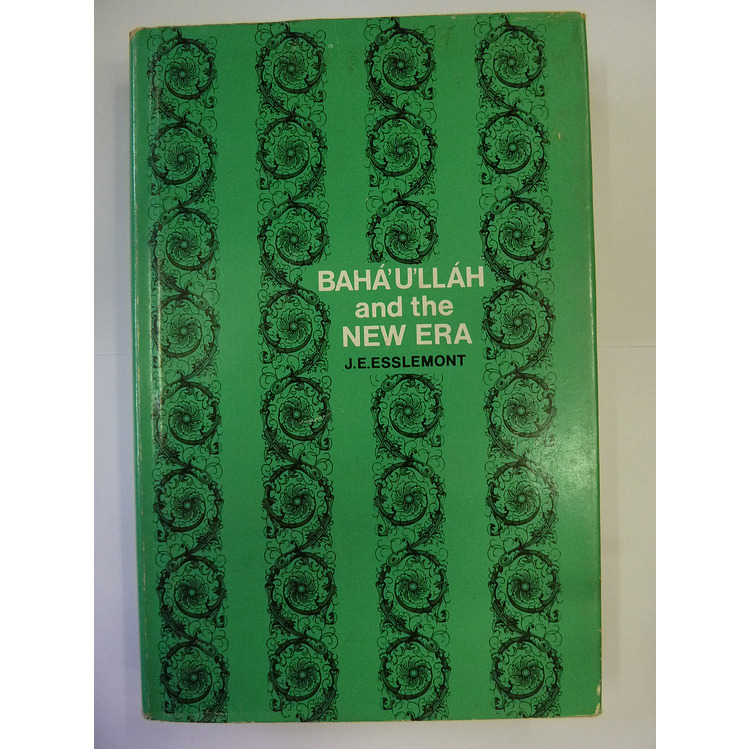 BAHÁ'U'LLÁH
and the
NEW ERA
J.E.ESSLEMONT